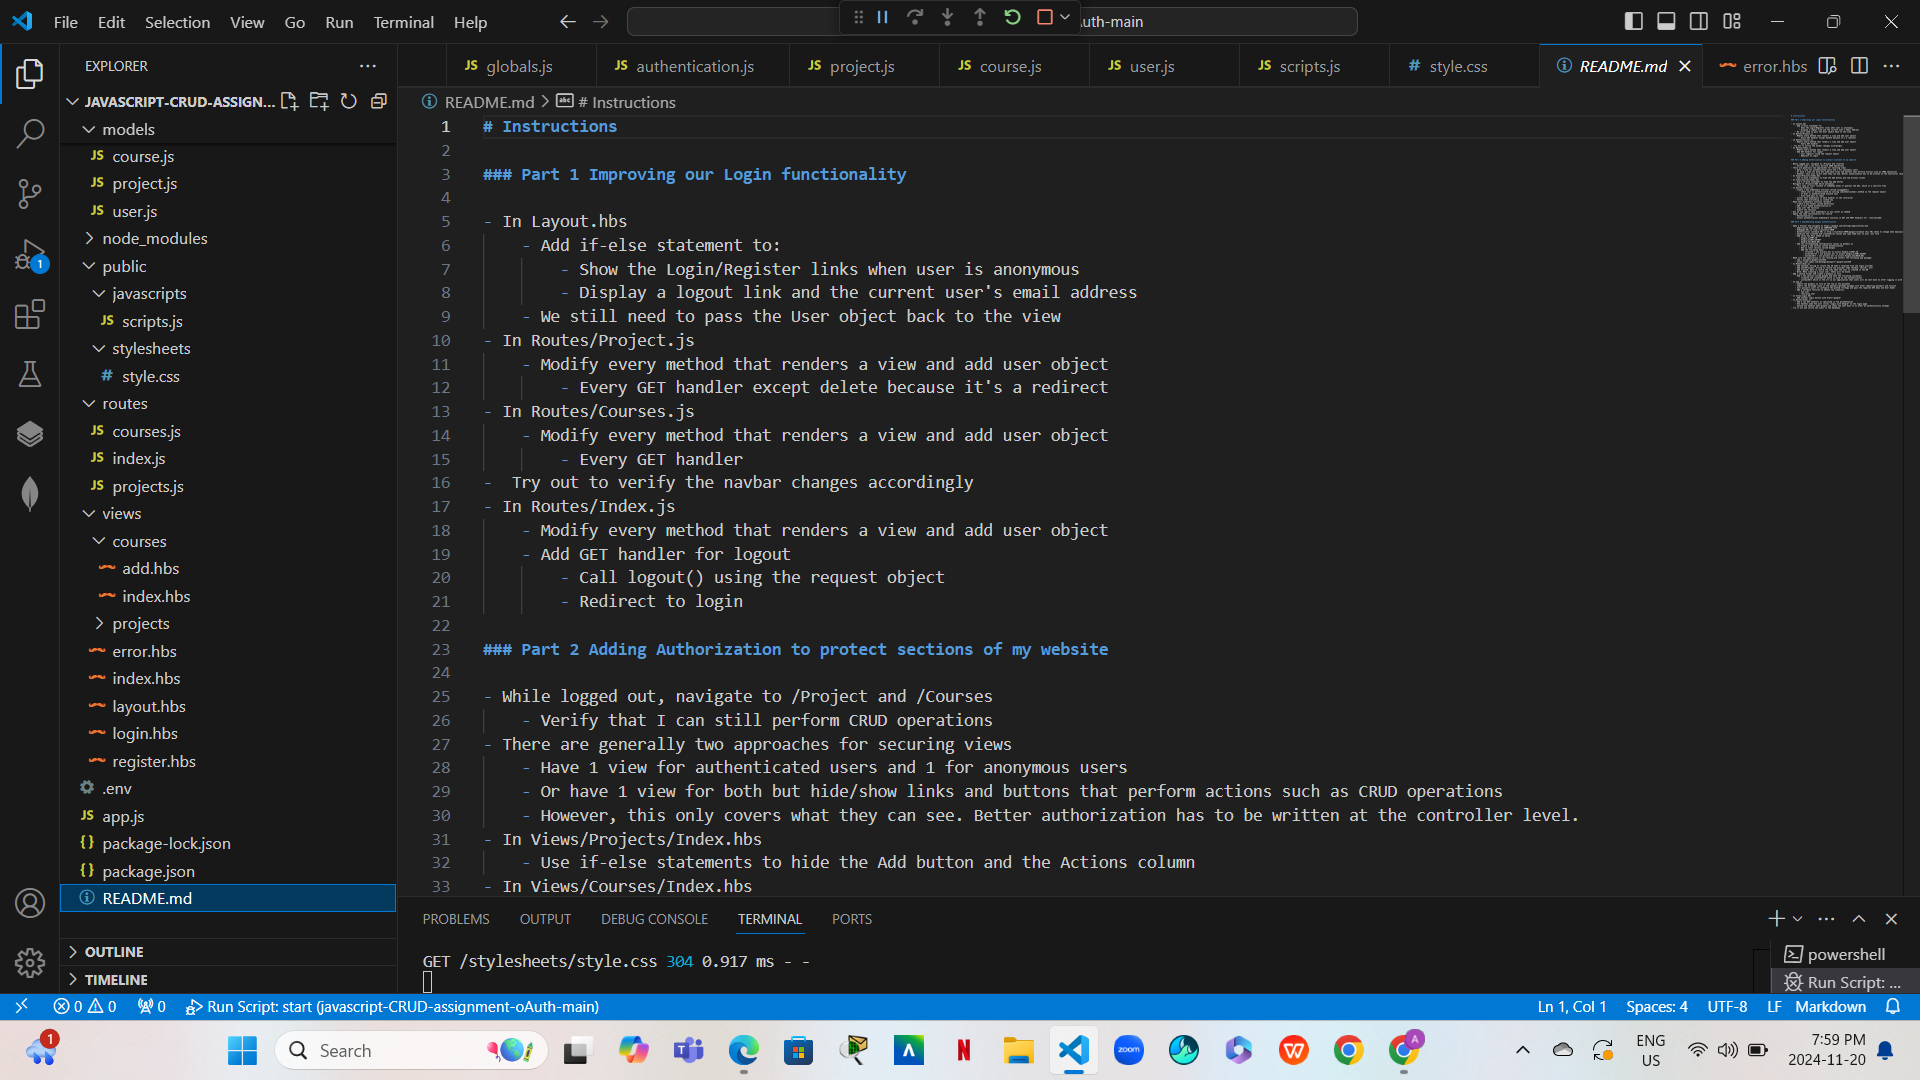 File Edit Selection View Go Run Terminal Help
uth-main
EXPLORER
JAVASCRIPT-CRUD-ASSIGN...
models
JS course.js
JS project.js
JS user.js
node_modules
public
javascripts
JS scripts.js
stylesheets
# style.css
routes
JS courses.js
JS index.js
JS projects.js
views
courses
add.hbs
index.hbs
projects
error.hbs
index.hbs
layout.hbs
login.hbs
register.hbs
.env
JS app.js
{} package-lock.json
{} package.json
README.md
OUTLINE
TIMELINE
JS globals.js
JS authentication.js
JS project.js
JS course.js
JS user.js
JS scripts.js
# style.css
README.md
error.hbs
README.md > abc # Instructions
1 # Instructions
2
3 ### Part 1 Improving our Login functionality
4
5 - In Layout.hbs
6 - Add if-else statement to:
7 - Show the Login/Register links when user is anonymous
8 - Display a logout link and the current user's email address
9 - We still need to pass the User object back to the view
10 - In Routes/Project.js
11 - Modify every method that renders a view and add user object
12 - Every GET handler except delete because it's a redirect
13 - In Routes/Courses.js
14 - Modify every method that renders a view and add user object
15 - Every GET handler
16 - Try out to verify the navbar changes accordingly
17 - In Routes/Index.js
18 - Modify every method that renders a view and add user object
19 - Add GET handler for logout
20 - Call logout() using the request object
21 - Redirect to login
22
23 ### Part 2 Adding Authorization to protect sections of my website
24
25 - While logged out, navigate to /Project and /Courses
26 - Verify that I can still perform CRUD operations
27 - There are generally two approaches for securing views
28 - Have 1 view for authenticated users and 1 for anonymous users
29 - Or have 1 view for both but hide/show links and buttons that perform actions such as CRUD operations
30 - However, this only covers what they can see. Better authorization has to be written at the controller level.
31 - In Views/Projects/Index.hbs
32 - Use if-else statements to hide the Add button and the Actions column
33 - In Views/Courses/Index.hbs
PROBLEMS OUTPUT DEBUG CONSOLE TERMINAL PORTS
GET /stylesheets/style.css 304 0.917 ms - -
powershell
Run Script: ...
1
0 0 0 Run Script: start (javascript-CRUD-assignment-oAuth-main)
Ln 1, Col 1 Spaces: 4 UTF-8 LF Markdown
1
Search
N
zoom
W
A
ENG
US
7:59 PM
2024-11-20